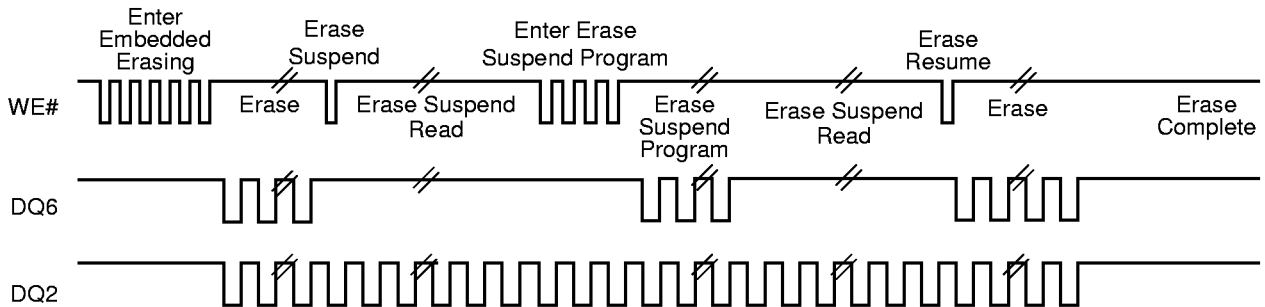 Enter
Embedded
Erasing
Erase
Suspend
Enter Erase
Suspend Program
Erase
Resume
WE#
Erase
Erase Suspend
Read
Erase
Suspend
Program
Erase Suspend
Read
Erase
Erase
Complete
DQ6
DQ2